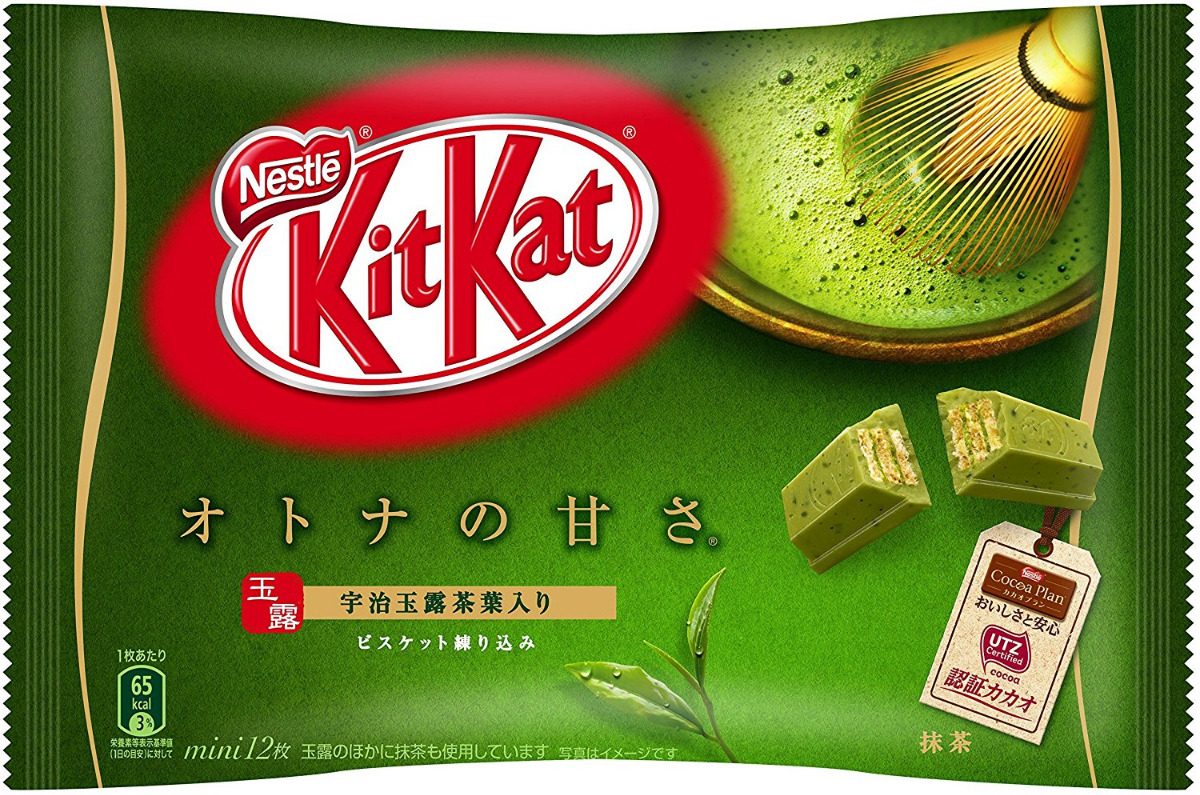 Nestlé®
KitKat®
オトナの甘さ®
玉露
宇治玉露茶葉入り
ビスケット練り込み
1枚あたり
65
kcal
3%
栄養素等表示基準値
(1日の目安)に対して
mini12枚 玉露のほかに抹茶も使用しています 写真はイメージです
Nestlé
Cocoa Plan
カカオプラン
おいしさと安心
UTZ
Certified
cocoa
認証カカオ
抹茶